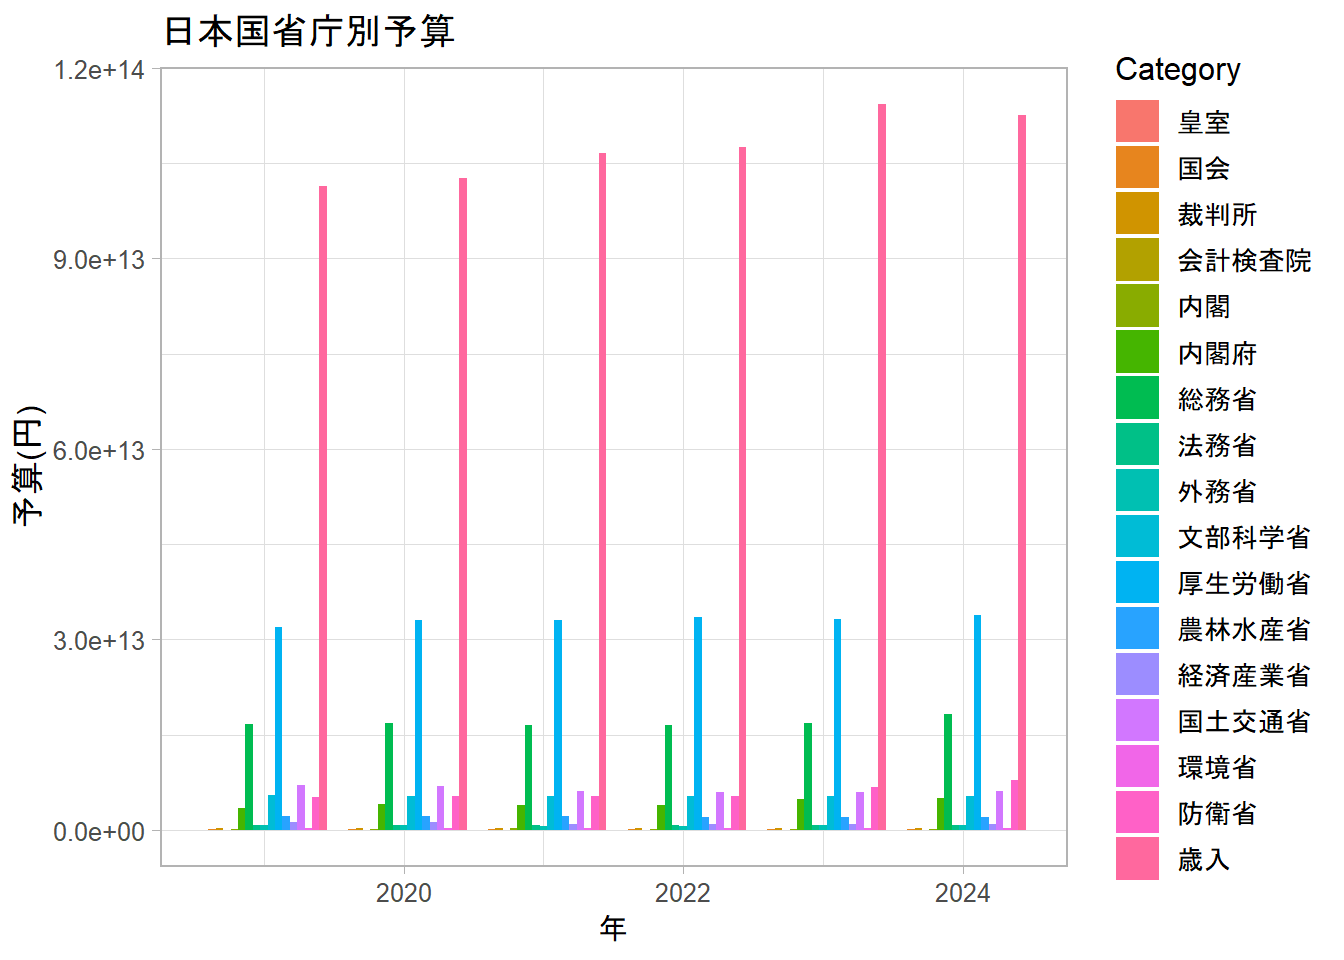 日本国省庁別予算
1.2e+14
9.0e+13
6.0e+13
3.0e+13
0.0e+00
予算(円)
2020
2022
2024
年
Category
皇室
国会
裁判所
会計検査院
内閣
内閣府
総務省
法務省
外務省
文部科学省
厚生労働省
農林水産省
経済産業省
国土交通省
環境省
防衛省
歳入